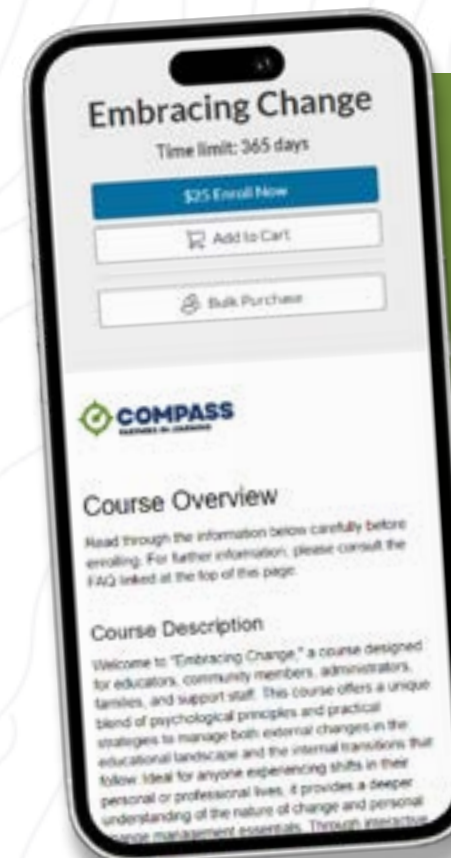 Embracing Change
Time limit: 365 days
$25 Enroll Now
Add to Cart
Bulk Purchase
COMPASS
PARTNERS IN LEARNING
Course Overview
Read through the information below carefully before
enrolling. For further information, please consult the
FAQ linked at the top of this page.
Course Description
Welcome to "Embracing Change," a course designed
for educators, community members, administrators,
families, and support staff. This course offers a unique
blend of psychological principles and practical
strategies to manage both external changes in the
educational landscape and the internal transitions that
follow. Ideal for anyone experiencing shifts in their
personal or professional lives, it provides a deeper
understanding of the nature of change and personal
change management essentials. Through interactive